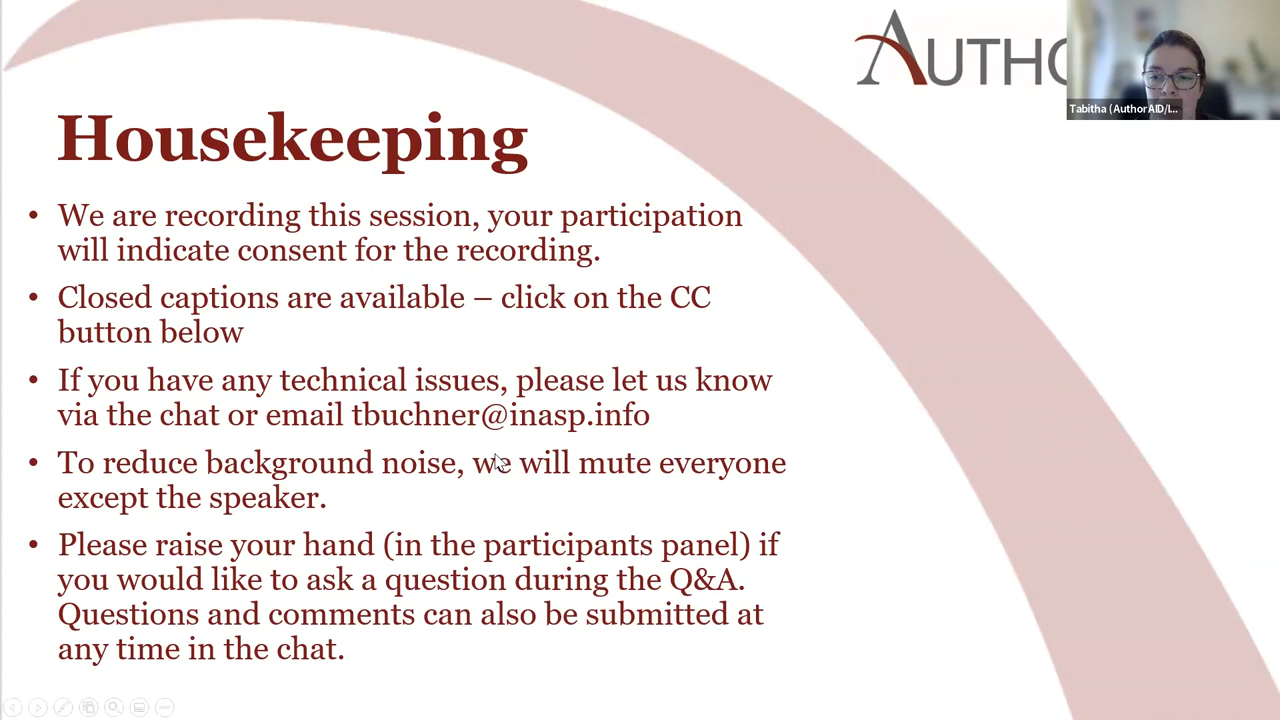 AUTHO
Tabitha (AuthorAID/I...
Housekeeping
• We are recording this session, your participation
will indicate consent for the recording.
• Closed captions are available – click on the CC
button below
• If you have any technical issues, please let us know
via the chat or email tbuchner@inasp.info
• To reduce background noise, we will mute everyone
except the speaker.
• Please raise your hand (in the participants panel) if
you would like to ask a question during the Q&A.
Questions and comments can also be submitted at
any time in the chat.